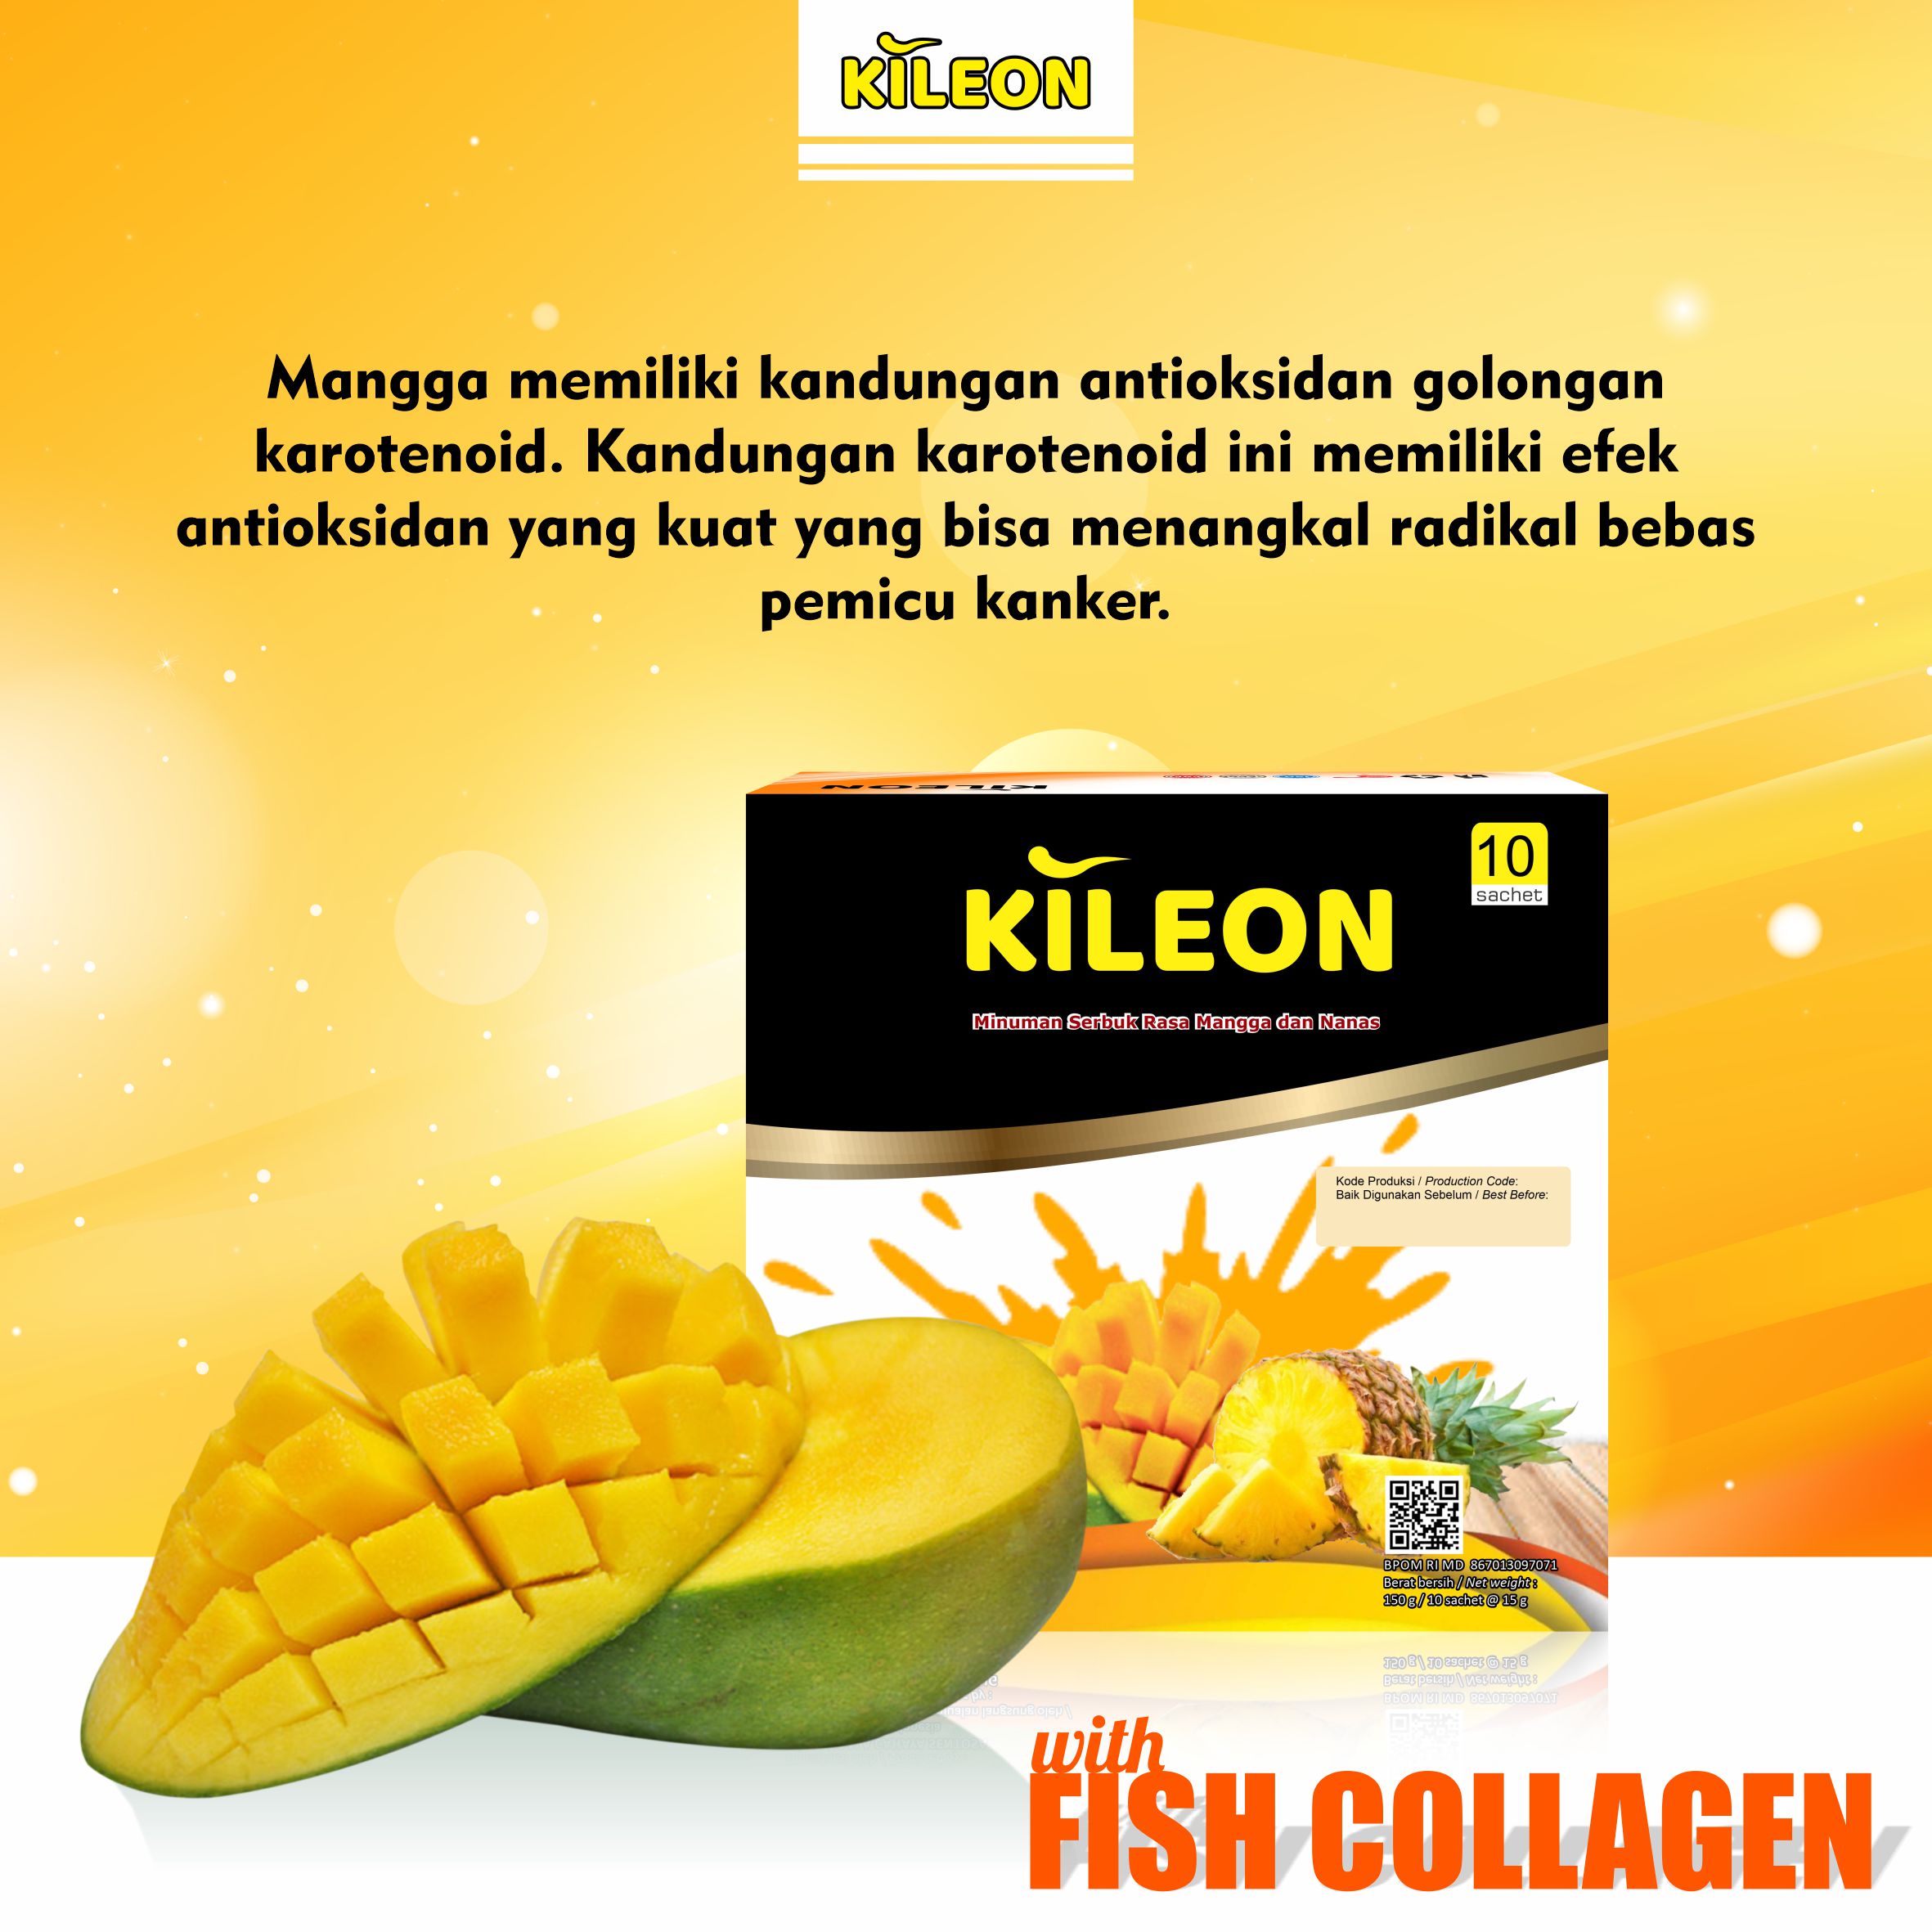 KILEON
Mangga memiliki kandungan antioksidan golongan
karotenoid. Kandungan karotenoid ini memiliki efek
antioksidan yang kuat yang bisa menangkal radikal bebas
pemicu kanker.
KILEON
10
sachet
KILEON
Minuman Serbuk Rasa Mangga dan Nanas
Kode Produksi / Production Code:
Baik Digunakan Sebelum / Best Before:
BPOM RI MD 867013097071
Berat bersih / Net weight :
150 g / 10 sachet @ 15 g
with
FISH COLLAGEN